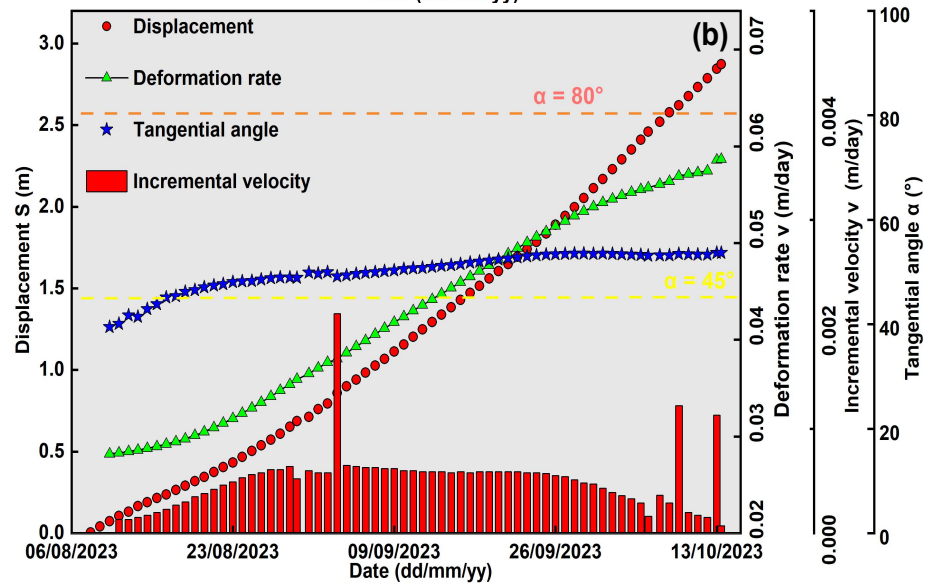 (b)
Displacement
Deformation rate
Tangential angle
Incremental velocity
α = 80°
α = 45°
3.0
2.5
2.0
1.5
1.0
0.5
0.0
Displacement S (m)
06/08/2023
23/08/2023
09/09/2023
26/09/2023
13/10/2023
Date (dd/mm/yy)
0.07
0.06
0.05
0.04
0.03
0.02
Deformation rate v (m/day)
0.004
0.002
0.000
Incremental velocity v (m/day)
100
80
60
40
20
0
Tangential angle α (°)